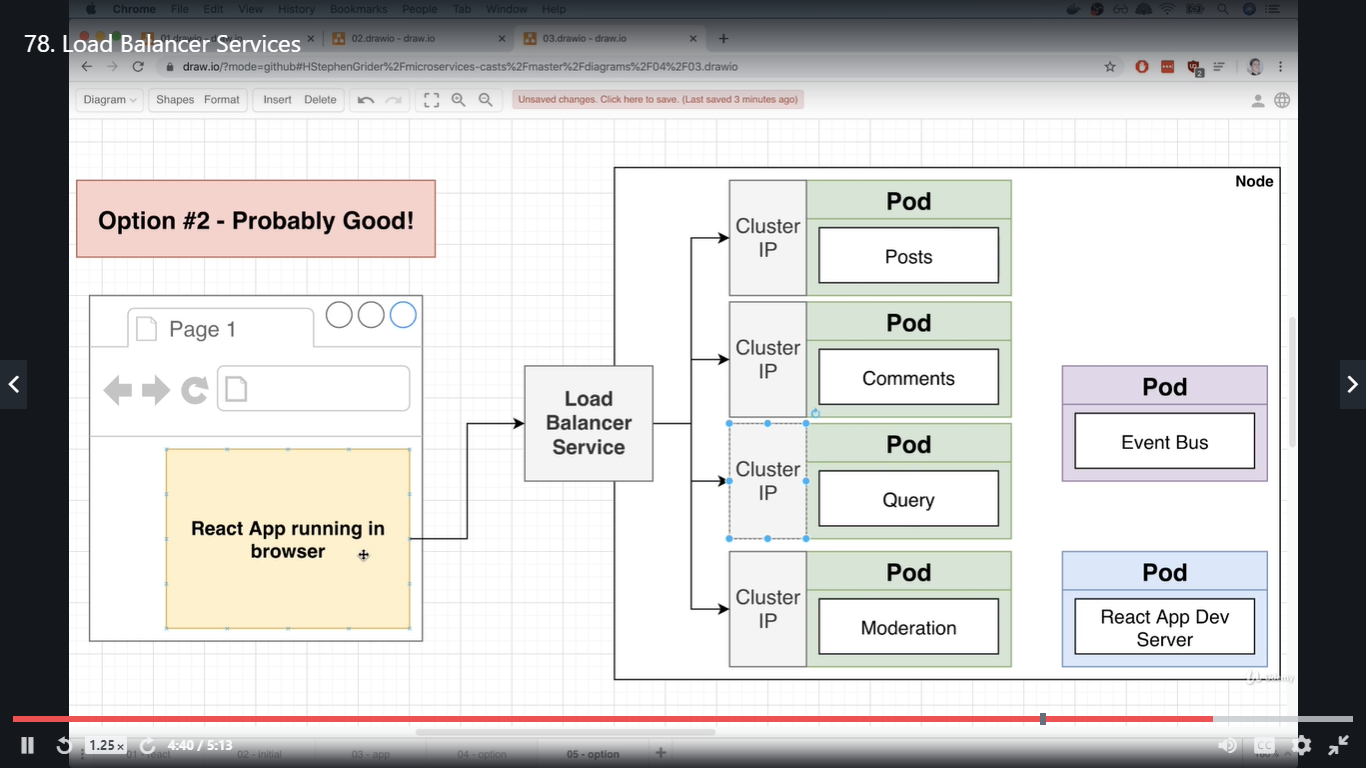 Chrome File Edit View History Bookmarks People Tab Window Help
78. Load Balancer Services
02.drawio - draw.io
03.drawio - draw.io
draw.io/?mode=github#HStephenGrider%2Fmicroservices-casts%2Fmaster%2Fdiagrams%2F04%2F03.drawio
2
Diagram Shapes Format Insert Delete
Unsaved changes. Click here to save. (Last saved 3 minutes ago)
Option #2 - Probably Good!
Page 1
React App running in
browser
Load
Balancer
Service
Node
Cluster
IP
Pod
Posts
Cluster
IP
Pod
Comments
Cluster
IP
Pod
Query
Cluster
IP
Pod
Moderation
Pod
Event Bus
Pod
React App Dev
Server
1.25x
4:40 / 5:13
CC
02 - initial
03 - app
04 - option
05 - option